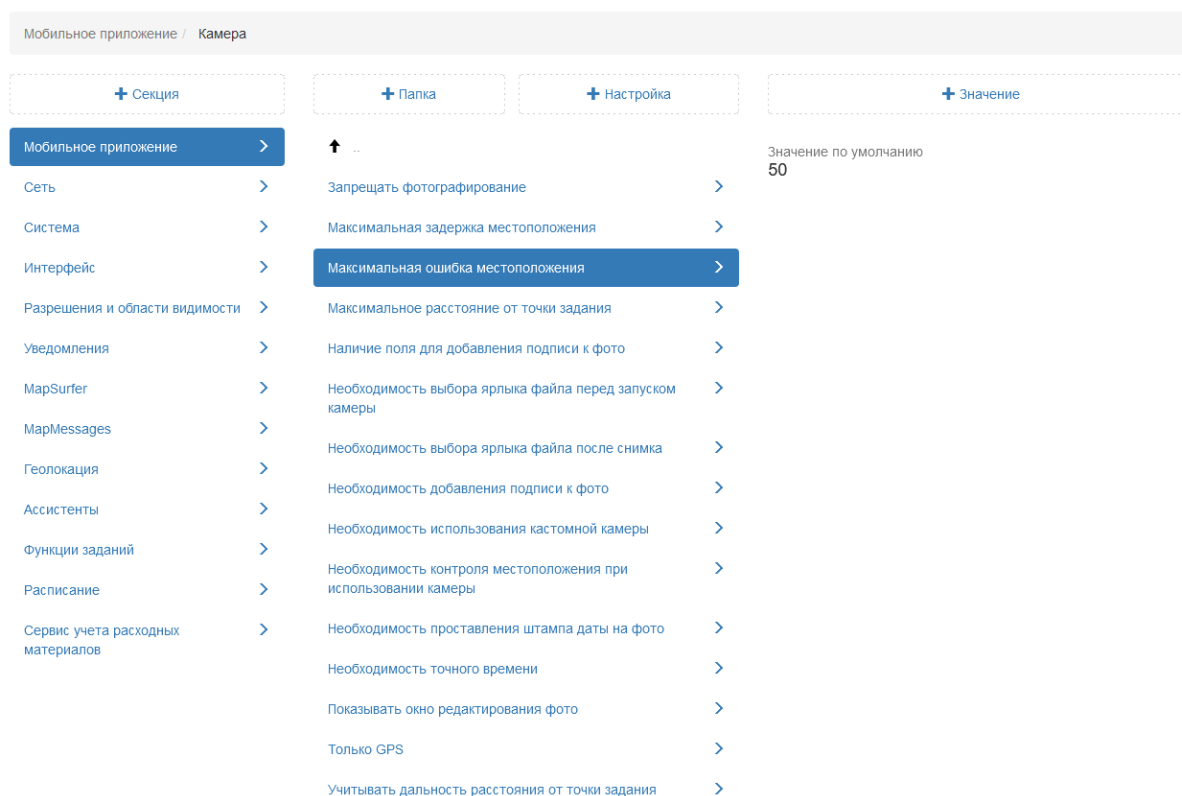 Мобильное приложение / Камера
+ Секция
+ Папка
+ Настройка
+ Значение
Мобильное приложение
Сеть
Система
Интерфейс
Разрешения и области видимости
Уведомления
MapSurfer
MapMessages
Геолокация
Ассистенты
Функции заданий
Расписание
Сервис учета расходных
материалов
..
Запрещать фотографирование
Максимальная задержка местоположения
Максимальная ошибка местоположения
Максимальное расстояние от точки задания
Наличие поля для добавления подписи к фото
Необходимость выбора ярлыка файла перед запуском
камеры
Необходимость выбора ярлыка файла после снимка
Необходимость добавления подписи к фото
Необходимость использования кастомной камеры
Необходимость контроля местоположения при
использовании камеры
Необходимость проставления штампа даты на фото
Необходимость точного времени
Показывать окно редактирования фото
Только GPS
Учитывать дальность расстояния от точки задания
Значение по умолчанию
50